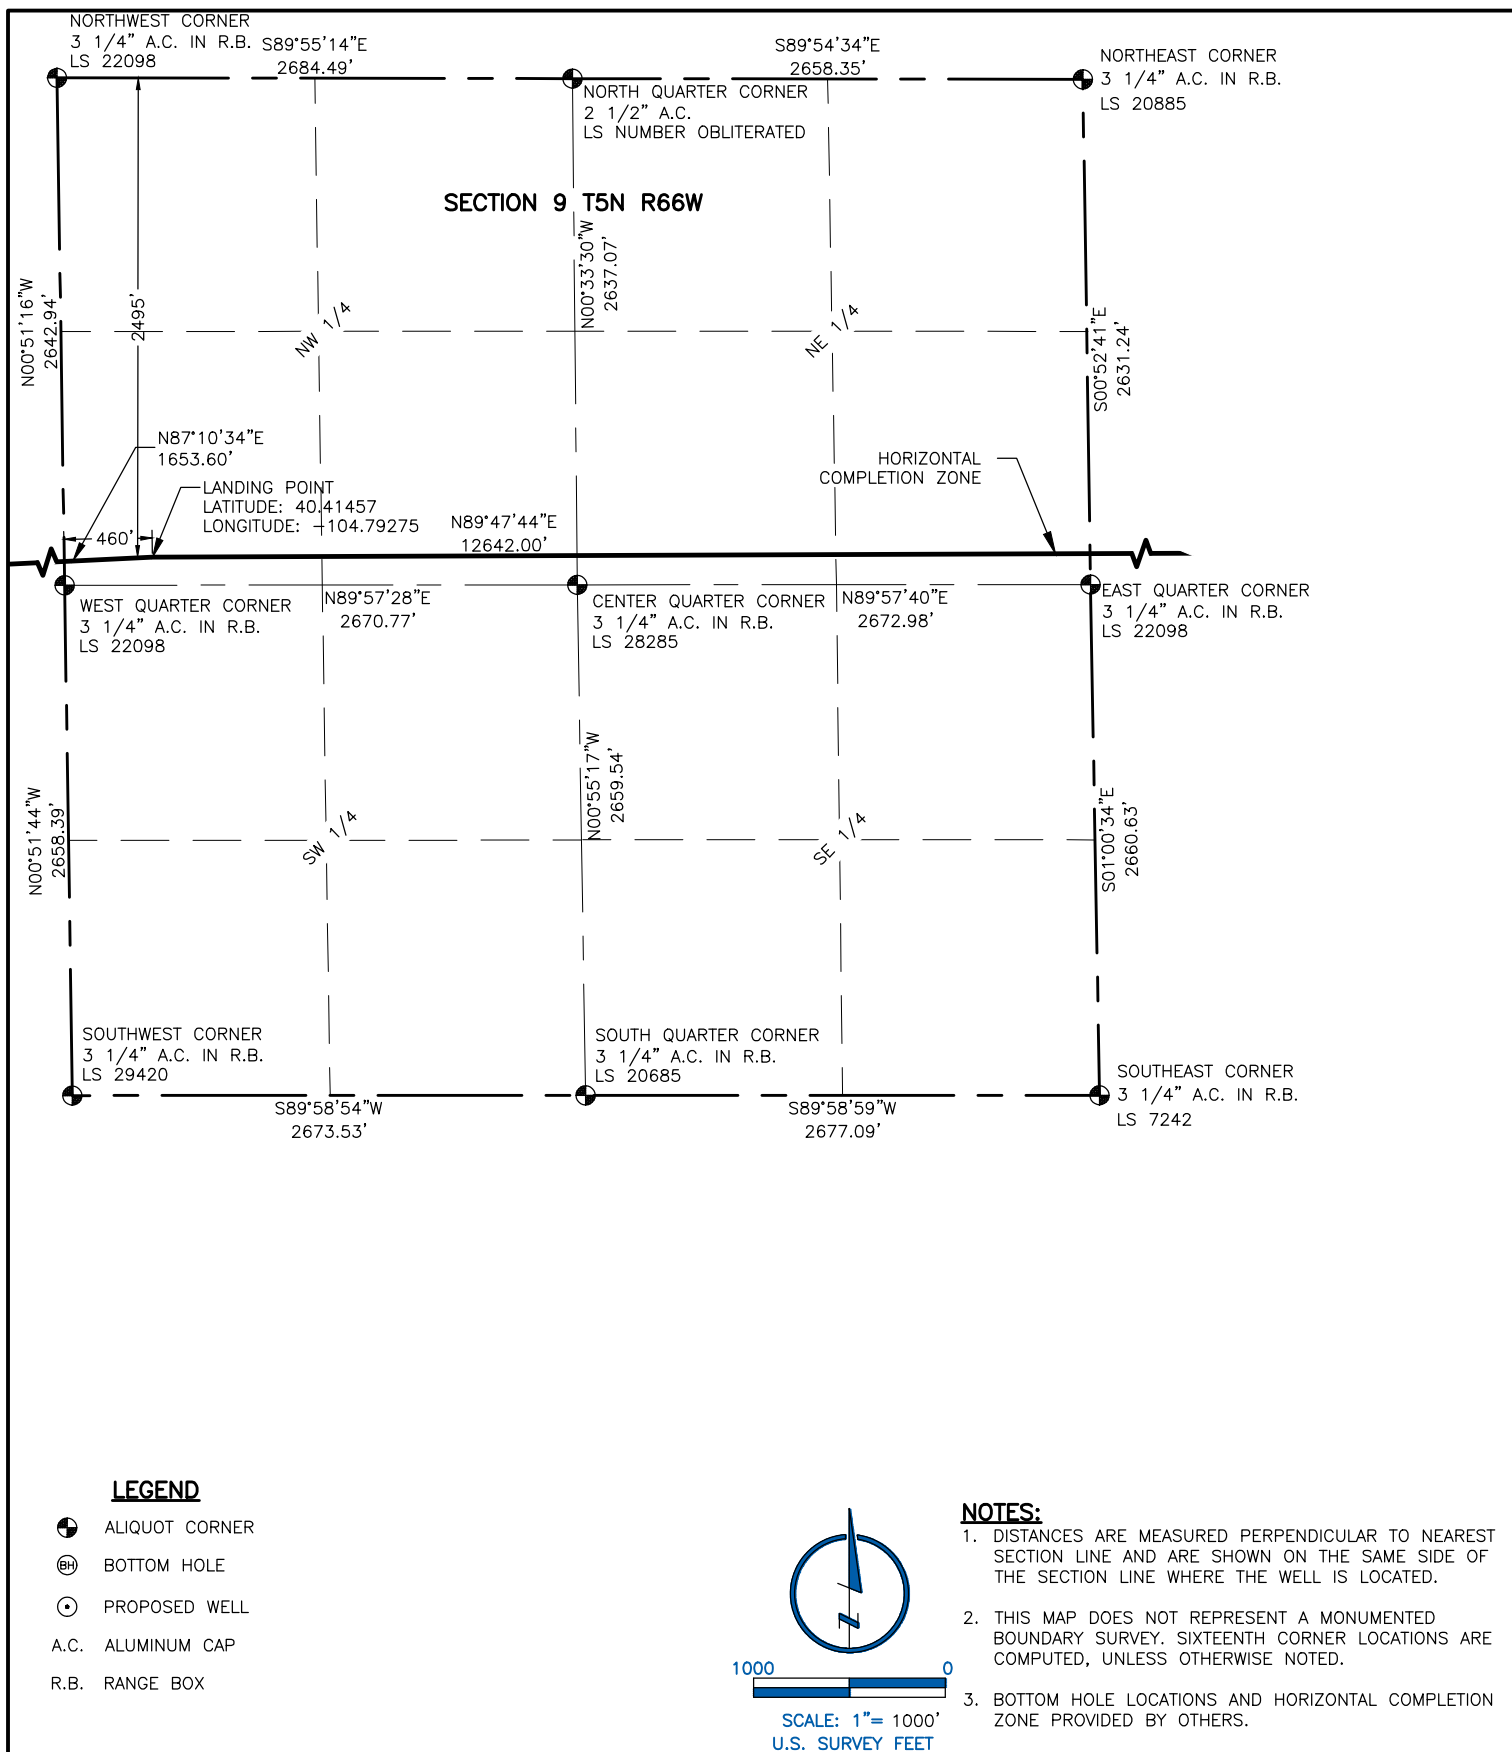 NORTHWEST CORNER
3 1/4" A.C. IN R.B.
LS 22098
S89°55'14"E
2684.49'
S89°54'34"E
2658.35'
NORTHEAST CORNER
3 1/4" A.C. IN R.B.
LS 20885
NORTH QUARTER CORNER
2 1/2" A.C.
LS NUMBER OBLITERATED
SECTION 9 T5N R66W
N00°51'16"W
2642.94'
2495'
NW 1/4
N00°33'30"W
2637.07'
NE 1/4
S00°52'41"E
2631.24'
N87°10'34"E
1653.60'
LANDING POINT
LATITUDE: 40.41457
LONGITUDE: -104.79275
460'
N89°47'44"E
12642.00'
HORIZONTAL
COMPLETION ZONE
WEST QUARTER CORNER
3 1/4" A.C. IN R.B.
LS 22098
N89°57'28"E
2670.77'
CENTER QUARTER CORNER
3 1/4" A.C. IN R.B.
LS 28285
N89°57'40"E
2672.98'
EAST QUARTER CORNER
3 1/4" A.C. IN R.B.
LS 22098
N00°51'44"W
2658.39'
SW 1/4
N00°55'17"W
2659.54'
SE 1/4
S01°00'34"E
2660.63'
SOUTHWEST CORNER
3 1/4" A.C. IN R.B.
LS 29420
S89°58'54"W
2673.53'
SOUTH QUARTER CORNER
3 1/4" A.C. IN R.B.
LS 20685
S89°58'59"W
2677.09'
SOUTHEAST CORNER
3 1/4" A.C. IN R.B.
LS 7242
LEGEND
ALIQUOT CORNER
BH BOTTOM HOLE
PROPOSED WELL
A.C. ALUMINUM CAP
R.B. RANGE BOX
N
1000 0
SCALE: 1"= 1000'
U.S. SURVEY FEET
NOTES:
1. DISTANCES ARE MEASURED PERPENDICULAR TO NEAREST
SECTION LINE AND ARE SHOWN ON THE SAME SIDE OF
THE SECTION LINE WHERE THE WELL IS LOCATED.
2. THIS MAP DOES NOT REPRESENT A MONUMENTED
BOUNDARY SURVEY. SIXTEENTH CORNER LOCATIONS ARE
COMPUTED, UNLESS OTHERWISE NOTED.
3. BOTTOM HOLE LOCATIONS AND HORIZONTAL COMPLETION
ZONE PROVIDED BY OTHERS.